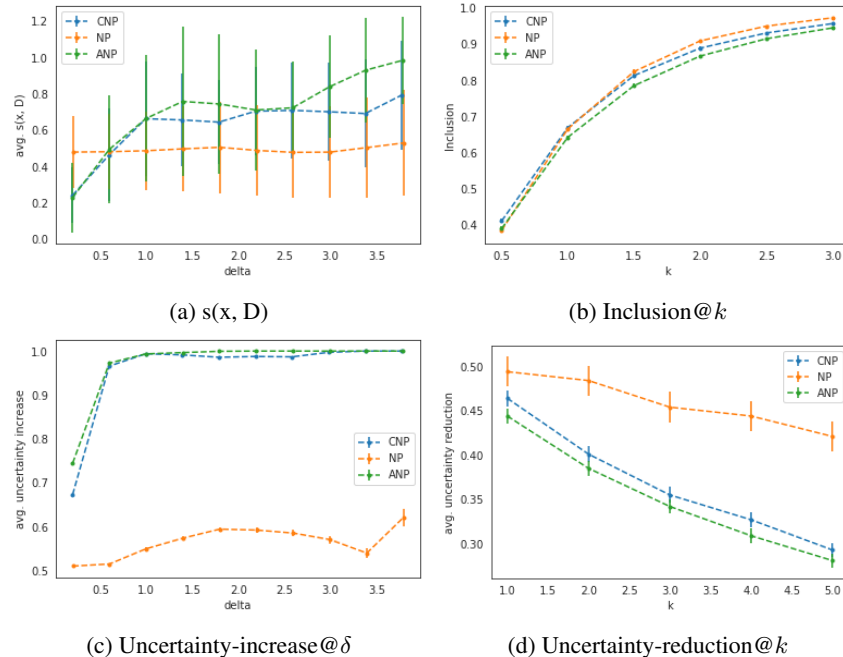 1.2
1.0
0.8
0.6
0.4
0.2
0.0
avg. s(x, D)
CNP
NP
ANP
0.5 1.0 1.5 2.0 2.5 3.0 3.5
delta
(a) s(x, D)
1.0
0.9
0.8
0.7
0.6
0.5
0.4
Inclusion
CNP
NP
ANP
0.5 1.0 1.5 2.0 2.5 3.0
k
(b) Inclusion@k
1.0
0.9
0.8
0.7
0.6
0.5
avg. uncertainty increase
CNP
NP
ANP
0.5 1.0 1.5 2.0 2.5 3.0 3.5
delta
(c) Uncertainty-increase@δ
0.50
0.45
0.40
0.35
0.30
avg. uncertainty reduction
CNP
NP
ANP
1.0 1.5 2.0 2.5 3.0 3.5 4.0 4.5 5.0
k
(d) Uncertainty-reduction@k